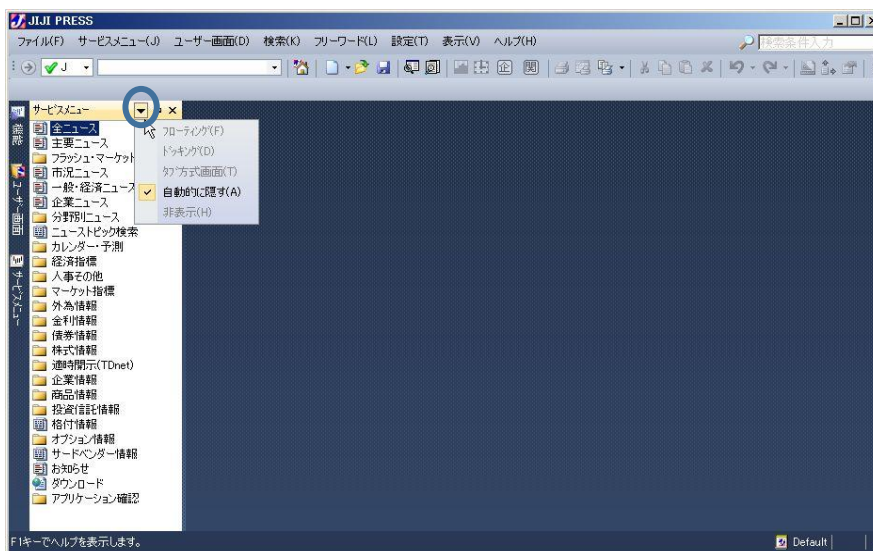 JIJI PRESS
ファイル(F) サービスメニュー(J) ユーザー画面(D) 検索(K) フリーワード(L) 設定(T) 表示(V) ヘルプ(H)
検索条件入力
J
サービスメニュー
フローティング(F)
ドッキング(D)
タブ方式画面(T)
自動的に隠す(A)
非表示(H)
全ニュース
主要ニュース
フラッシュ・マーケット
市況ニュース
一般・経済ニュース
企業ニュース
分野別ニュース
ニューストピック検索
カレンダー・予測
経済指標
人事その他
マーケット指標
外為情報
金利情報
債券情報
株式情報
適時開示(TDnet)
企業情報
商品情報
投資信託情報
格付情報
オプション情報
サードベンダー情報
お知らせ
ダウンロード
アプリケーション確認
ユーザー画面
サービスメニュー
F1キーでヘルプを表示します。
Default